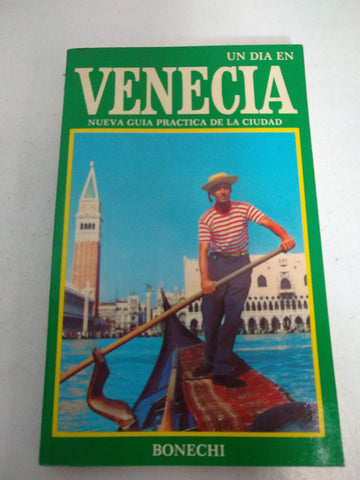 UN DIA EN
VENECIA
NUEVA GUIA PRACTICA DE LA CIUDAD
BONECHI